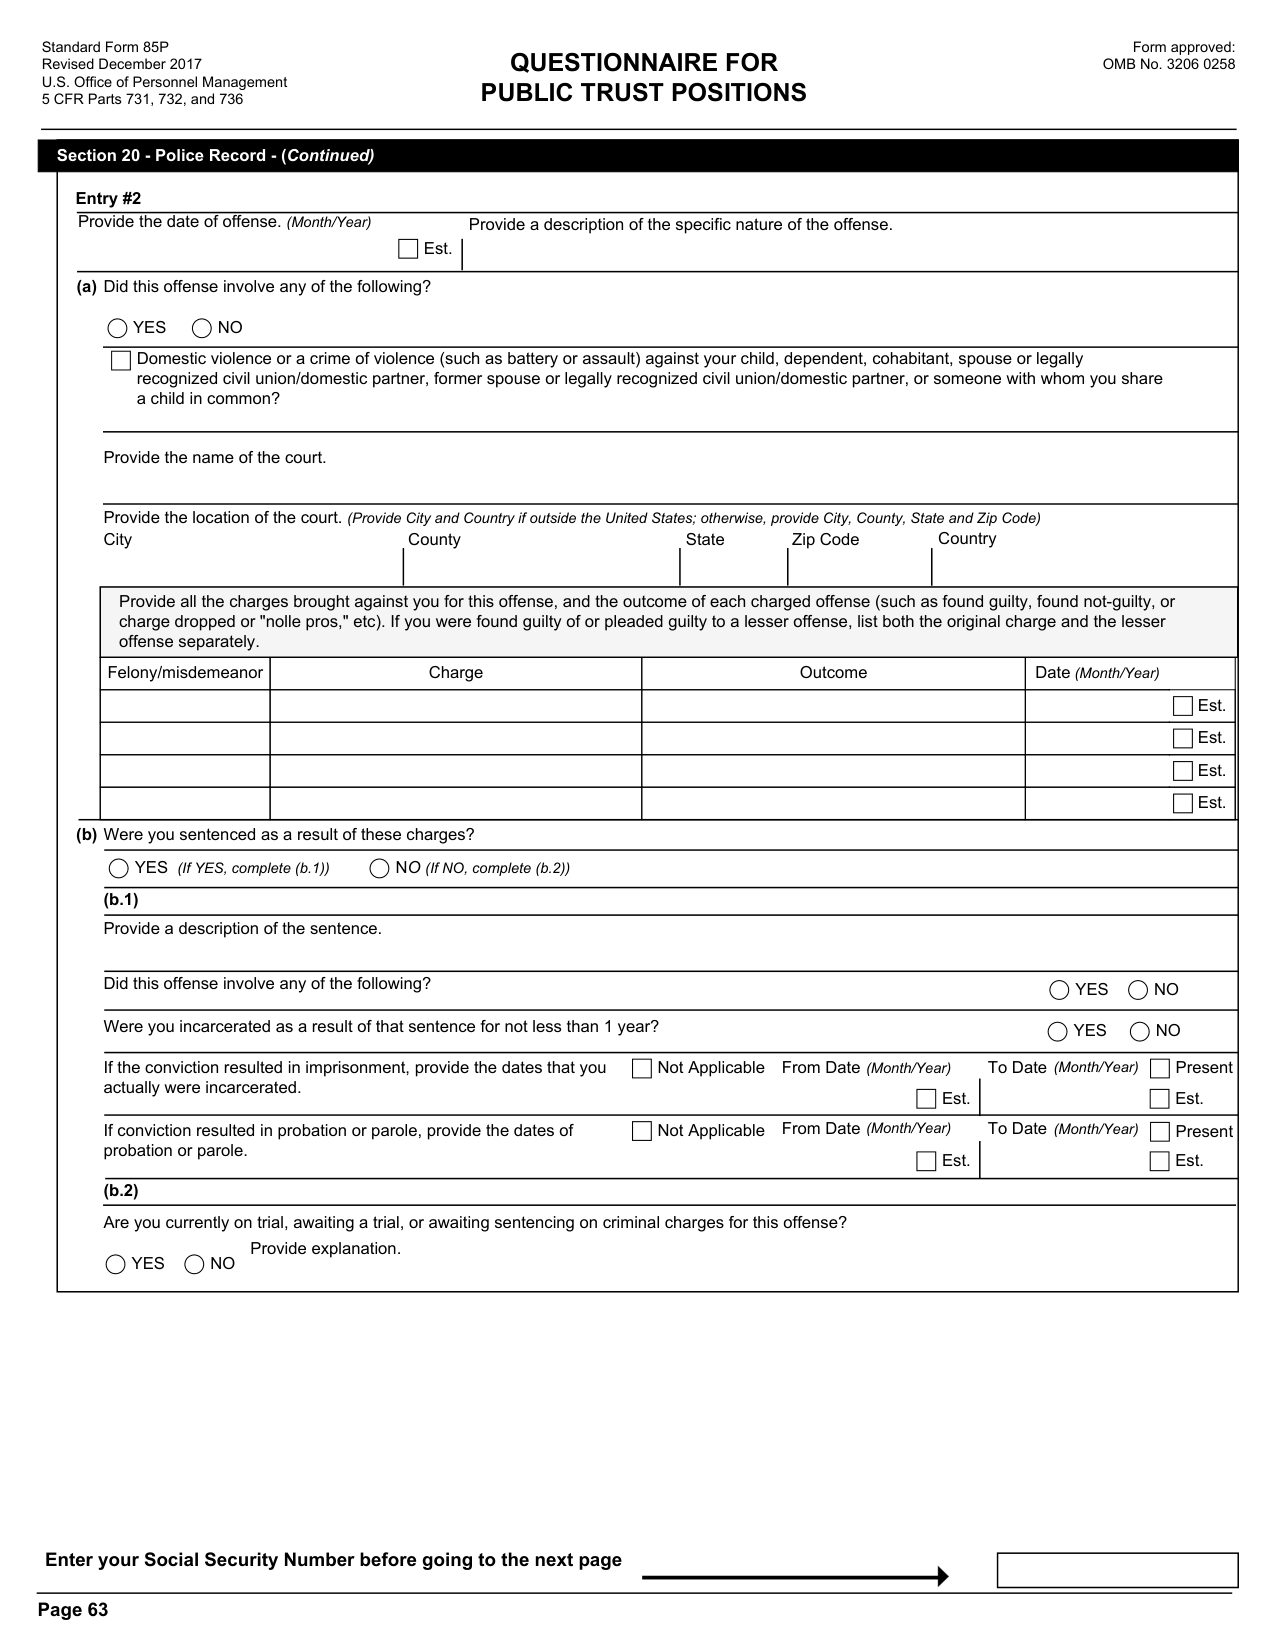 Standard Form 85P
Revised December 2017
U.S. Office of Personnel Management
5 CFR Parts 731, 732, and 736
QUESTIONNAIRE FOR
PUBLIC TRUST POSITIONS
Form approved:
OMB No. 3206 0258
Section 20 - Police Record - (Continued)
Entry #2
Provide the date of offense. (Month/Year)
Est.
Provide a description of the specific nature of the offense.
(a) Did this offense involve any of the following?
YES NO
Domestic violence or a crime of violence (such as battery or assault) against your child, dependent, cohabitant, spouse or legally
recognized civil union/domestic partner, former spouse or legally recognized civil union/domestic partner, or someone with whom you share
a child in common?
Provide the name of the court.
Provide the location of the court. (Provide City and Country if outside the United States; otherwise, provide City, County, State and Zip Code)
City County State Zip Code Country
Provide all the charges brought against you for this offense, and the outcome of each charged offense (such as found guilty, found not-guilty, or
charge dropped or "nolle pros," etc). If you were found guilty of or pleaded guilty to a lesser offense, list both the original charge and the lesser
offense separately.
Felony/misdemeanor Charge Outcome Date (Month/Year)
Est.
Est.
Est.
Est.
(b) Were you sentenced as a result of these charges?
YES (If YES, complete (b.1)) NO (If NO, complete (b.2))
(b.1)
Provide a description of the sentence.
Did this offense involve any of the following? YES NO
Were you incarcerated as a result of that sentence for not less than 1 year? YES NO
If the conviction resulted in imprisonment, provide the dates that you Not Applicable From Date (Month/Year) To Date (Month/Year) Present
actually were incarcerated. Est. Est.
If conviction resulted in probation or parole, provide the dates of Not Applicable From Date (Month/Year) To Date (Month/Year) Present
probation or parole. Est. Est.
(b.2)
Are you currently on trial, awaiting a trial, or awaiting sentencing on criminal charges for this offense?
YES NO Provide explanation.
Enter your Social Security Number before going to the next page
Page 63